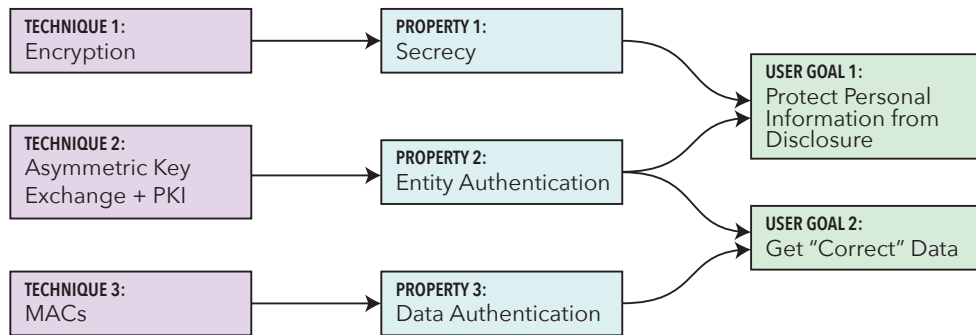 TECHNIQUE 1:
Encryption
PROPERTY 1:
Secrecy
USER GOAL 1:
Protect Personal
Information from
Disclosure
TECHNIQUE 2:
Asymmetric Key
Exchange + PKI
PROPERTY 2:
Entity Authentication
USER GOAL 2:
Get “Correct” Data
TECHNIQUE 3:
MACs
PROPERTY 3:
Data Authentication